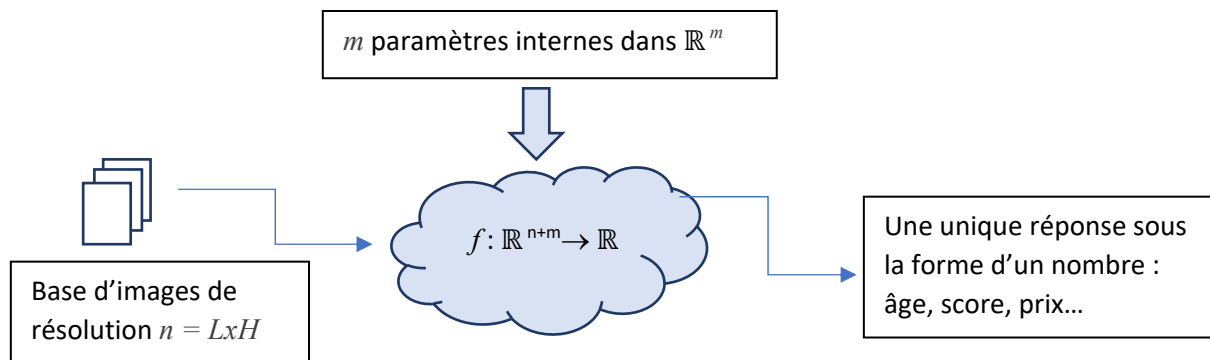 m paramètres internes dans ℝ m
f : ℝ n+m → ℝ
Base d’images de
résolution n = LxH
Une unique réponse sous
la forme d’un nombre :
âge, score, prix…